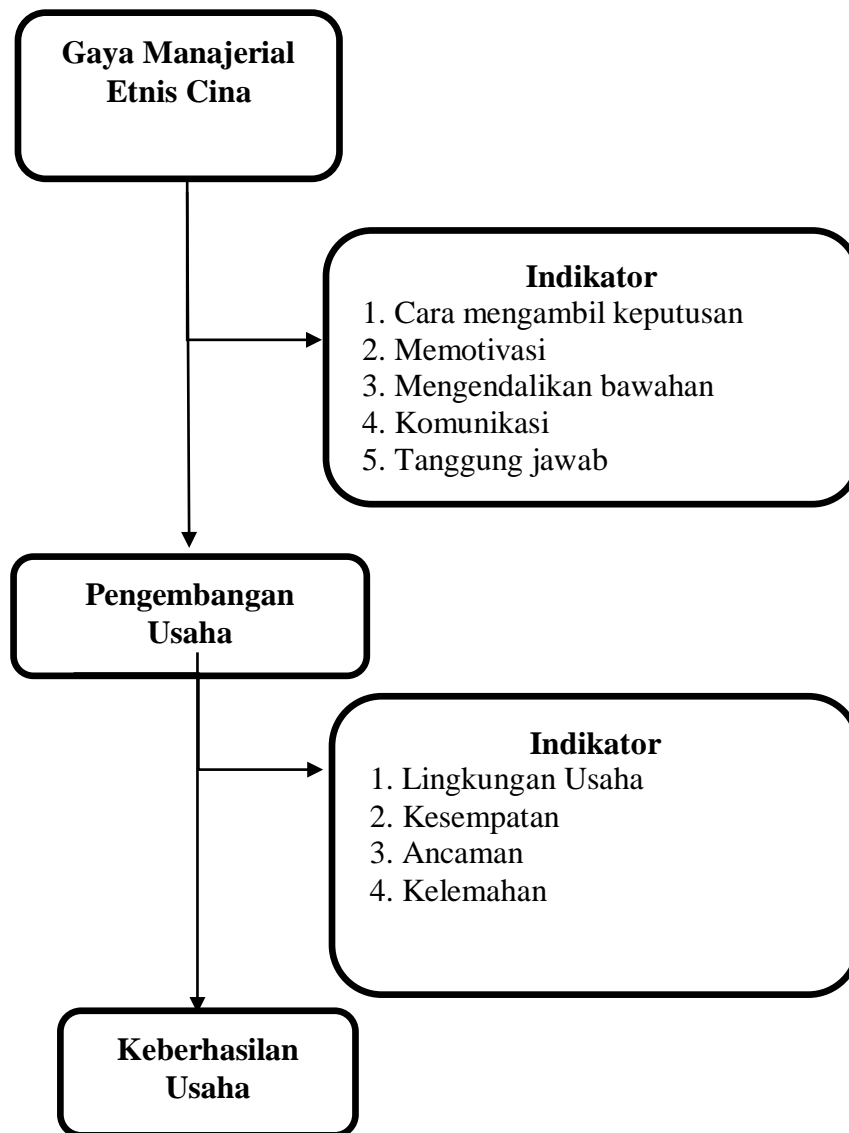 Gaya Manajerial
Etnis Cina
Indikator
1. Cara mengambil keputusan
2. Memotivasi
3. Mengendalikan bawahan
4. Komunikasi
5. Tanggung jawab
Pengembangan
Usaha
Indikator
1. Lingkungan Usaha
2. Kesempatan
3. Ancaman
4. Kelemahan
Keberhasilan
Usaha